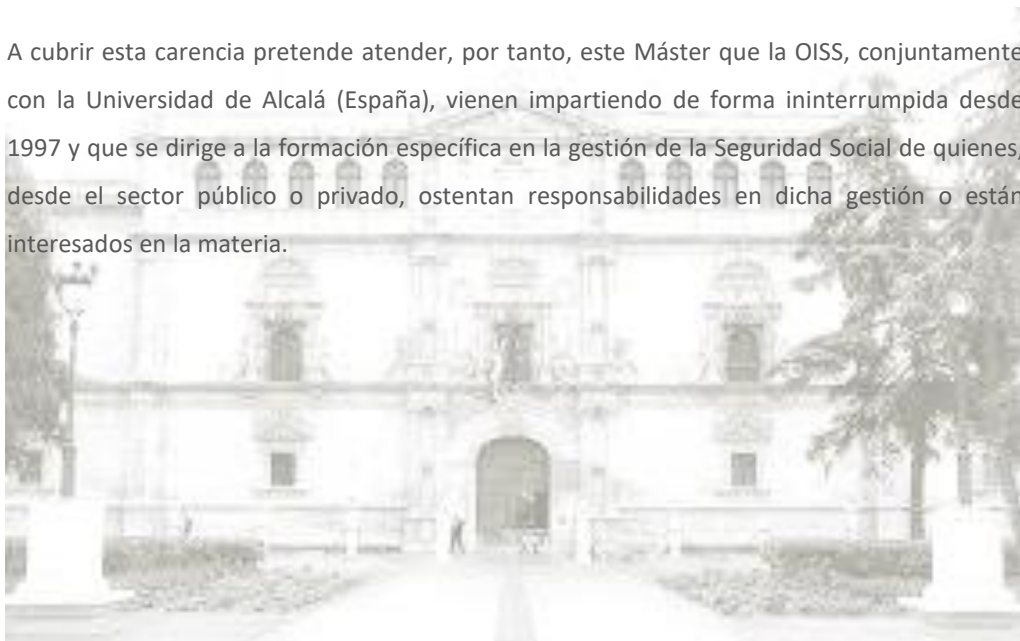 A cubrir esta carencia pretende atender, por tanto, este Máster que la OISS, conjuntamente
con la Universidad de Alcalá (España), vienen impartiendo de forma ininterrumpida desde
1997 y que se dirige a la formación específica en la gestión de la Seguridad Social de quienes,
desde el sector público o privado, ostentan responsabilidades en dicha gestión o están
interesados en la materia.